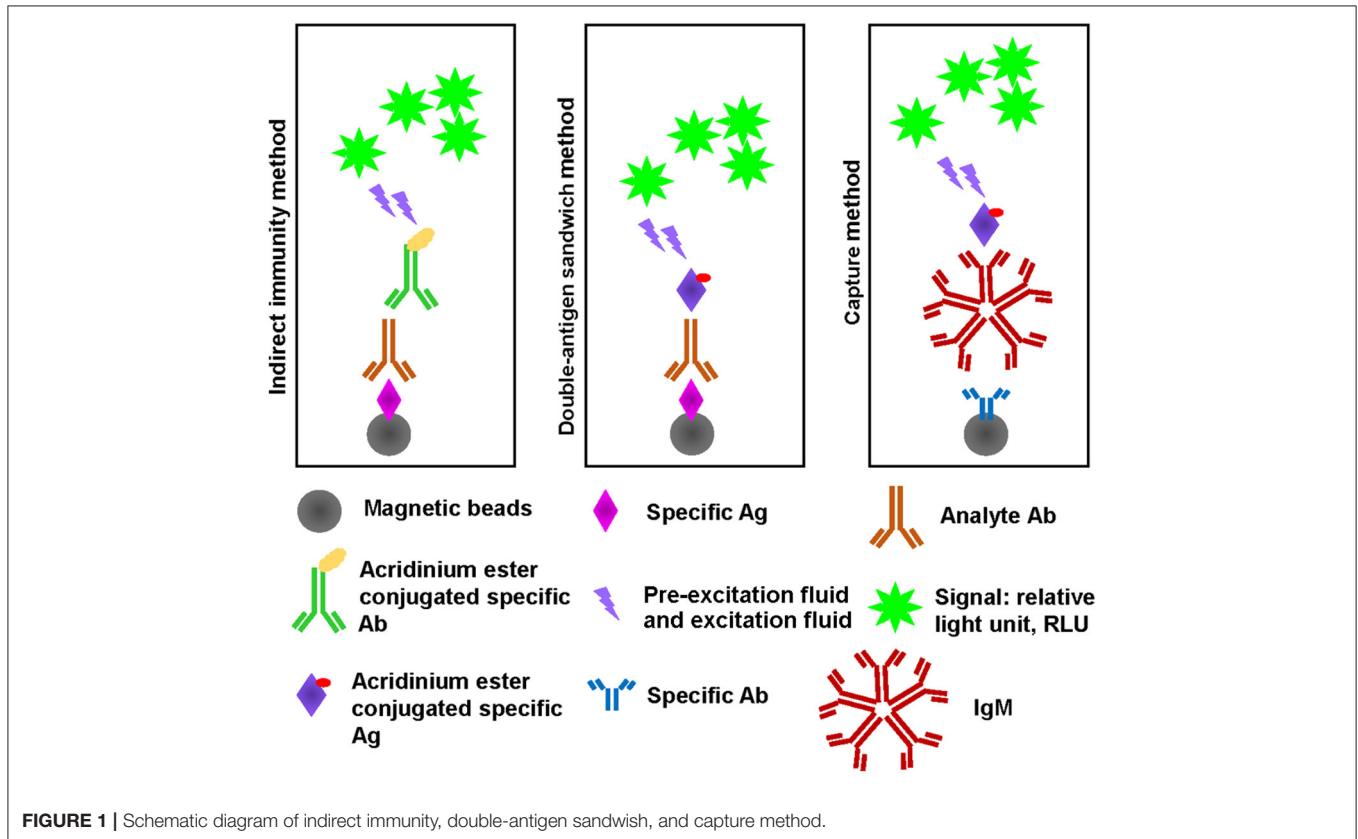 Indirect immunity method
Double-antigen sandwich method
Capture method
Magnetic beads
Specific Ag
Analyte Ab
Acridinium ester
conjugated specific
Ab
Pre-excitation fluid
and excitation fluid
Signal: relative
light unit, RLU
Acridinium ester
conjugated specific
Ag
Specific Ab
IgM
FIGURE 1 | Schematic diagram of indirect immunity, double-antigen sandwish, and capture method.